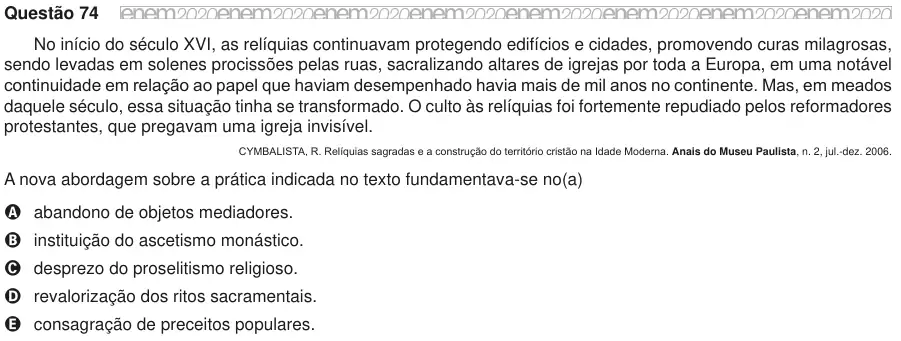 Questão 74 enem2020enem2020enem2020enem2020enem2020enem2020enem2020enem2020
No início do século XVI, as relíquias continuavam protegendo edifícios e cidades, promovendo curas milagrosas,
sendo levadas em solenes procissões pelas ruas, sacralizando altares de igrejas por toda a Europa, em uma notável
continuidade em relação ao papel que haviam desempenhado havia mais de mil anos no continente. Mas, em meados
daquele século, essa situação tinha se transformado. O culto às relíquias foi fortemente repudiado pelos reformadores
protestantes, que pregavam uma igreja invisível.
CYMBALISTA, R. Relíquias sagradas e a construção do território cristão na Idade Moderna. Anais do Museu Paulista, n. 2, jul.-dez. 2006.
A nova abordagem sobre a prática indicada no texto fundamentava-se no(a)
A abandono de objetos mediadores.
B instituição do ascetismo monástico.
C desprezo do proselitismo religioso.
D revalorização dos ritos sacramentais.
E consagração de preceitos populares.